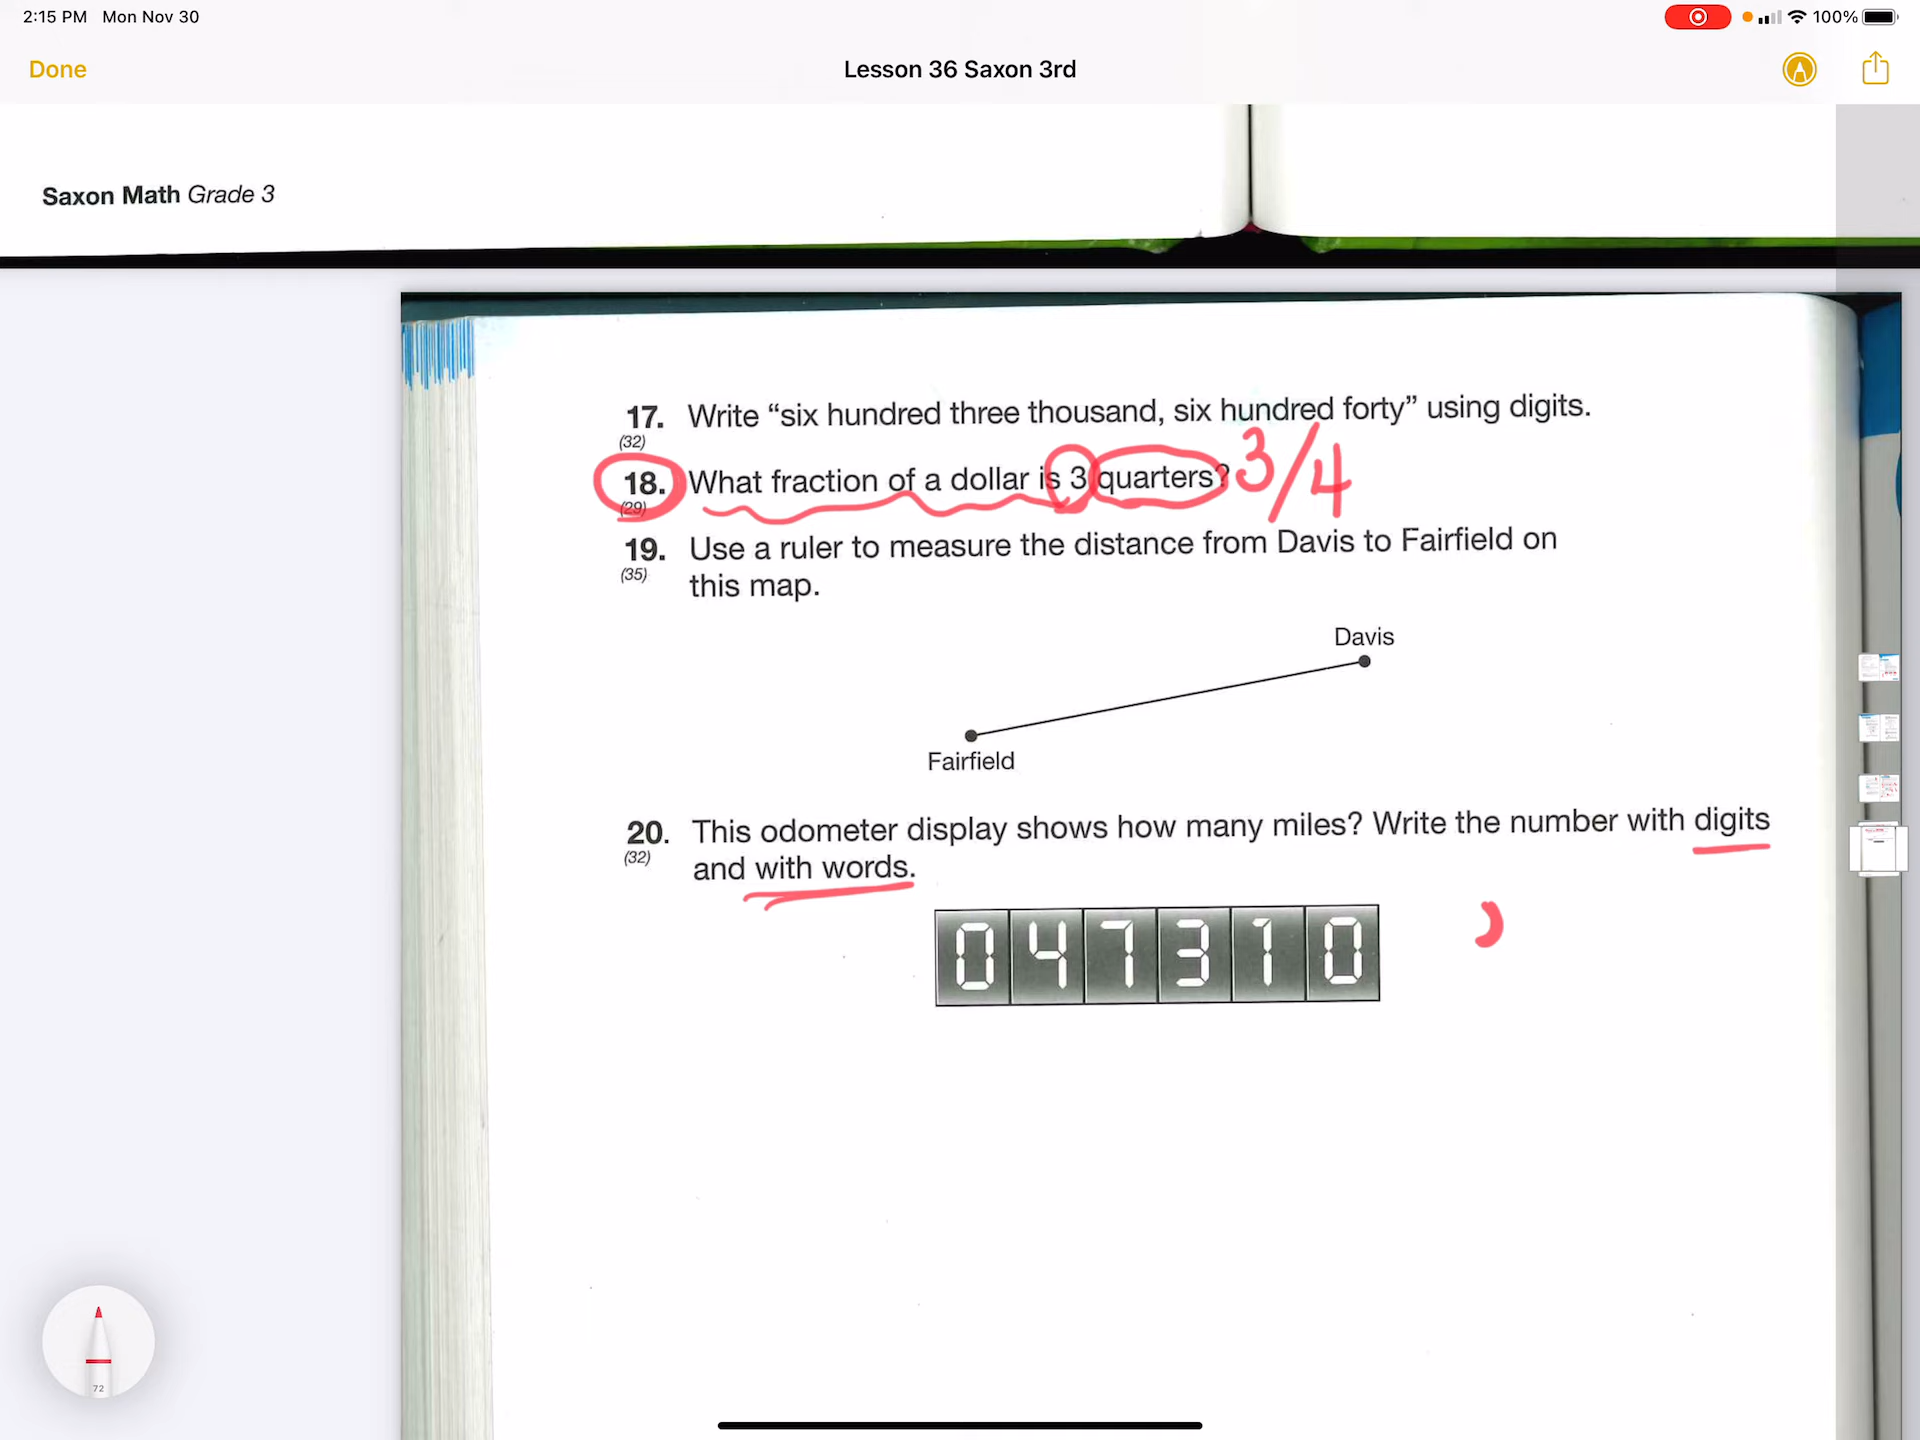 2:15 PM Mon Nov 30
100%
Done
Lesson 36 Saxon 3rd
Saxon Math Grade 3
17. Write “six hundred three thousand, six hundred forty” using digits.
(32)
18. What fraction of a dollar is 3 quarters? 3/4
(29)
19. Use a ruler to measure the distance from Davis to Fairfield on
(35)
this map.
Davis
Fairfield
20. This odometer display shows how many miles? Write the number with digits
(32)
and with words.
047310
72